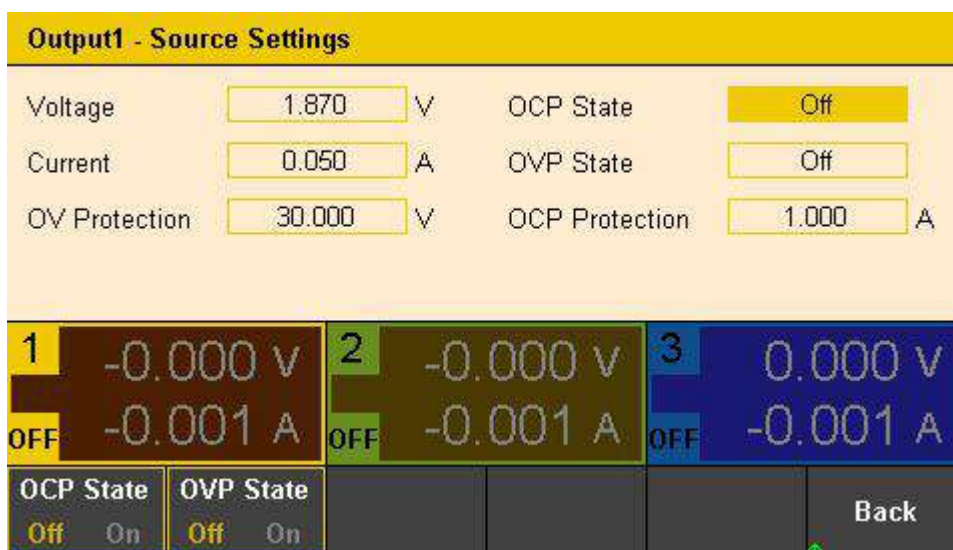 Output1 - Source Settings
Voltage 1.870 V OCP State Off
Current 0.050 A OVP State Off
OV Protection 30.000 V OCP Protection 1.000 A
1 -0.000 V 2 -0.000 V 3 0.000 V
OFF -0.001 A OFF -0.001 A OFF -0.001 A
OCP State OVP State
Off On Off On Back